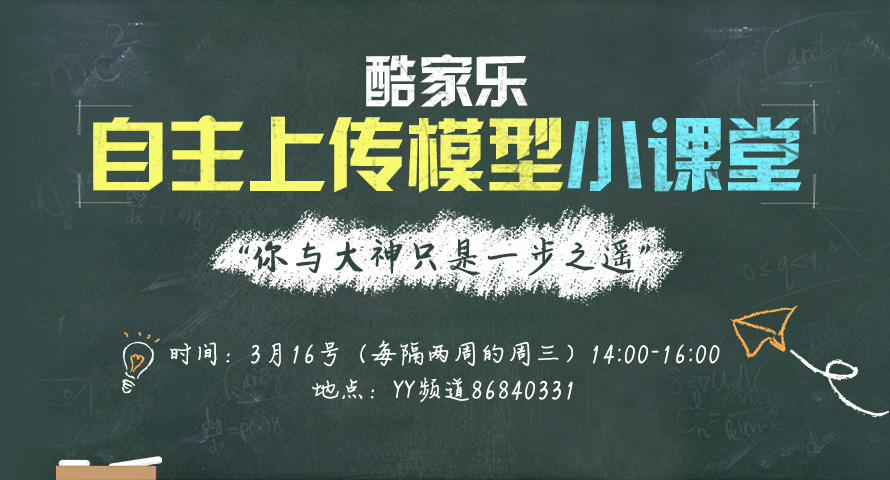 酷家乐
自主上传模型小课堂
“你与大神只是一步之遥”
时间：3月16号（每隔两周的周三）14:00-16:00
地点：YY频道86840331